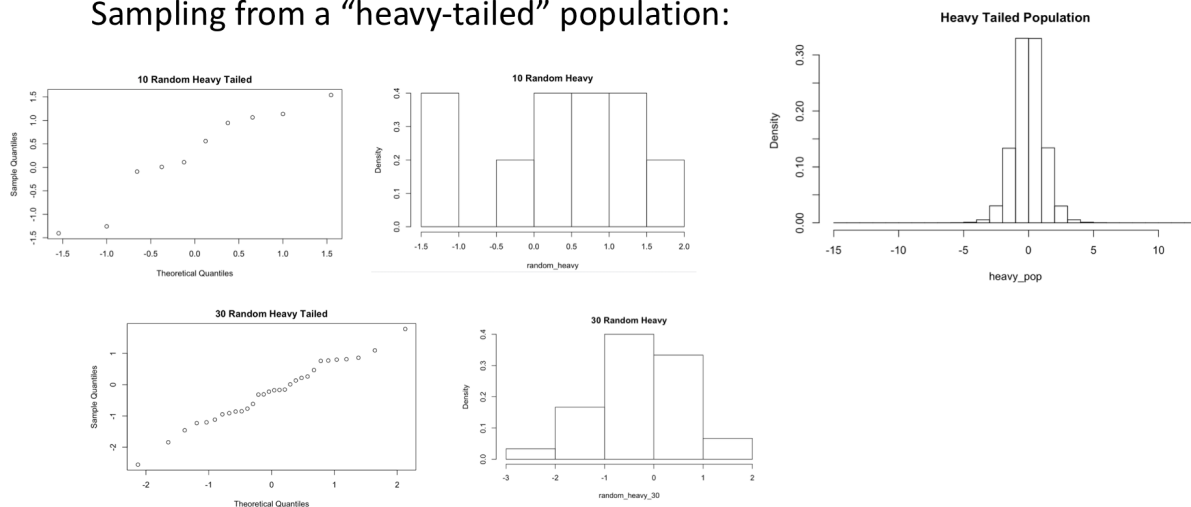 Sampling from a “heavy-tailed” population:
10 Random Heavy Tailed
Sample Quantiles
-1.5 -1.0 -0.5 0.0 0.5 1.0 1.5
-1.5 -1.0 -0.5 0.0 0.5 1.0 1.5
Theoretical Quantiles
10 Random Heavy
Density
0.0 0.1 0.2 0.3 0.4
-1.5 -1.0 -0.5 0.0 0.5 1.0 1.5 2.0
random_heavy
Heavy Tailed Population
Density
0.00 0.10 0.20 0.30
-15 -10 -5 0 5 10
heavy_pop
30 Random Heavy Tailed
Sample Quantiles
-2 -1 0 1
-2 -1 0 1 2
Theoretical Quantiles
30 Random Heavy
Density
0.0 0.1 0.2 0.3 0.4
-3 -2 -1 0 1 2
random_heavy_30